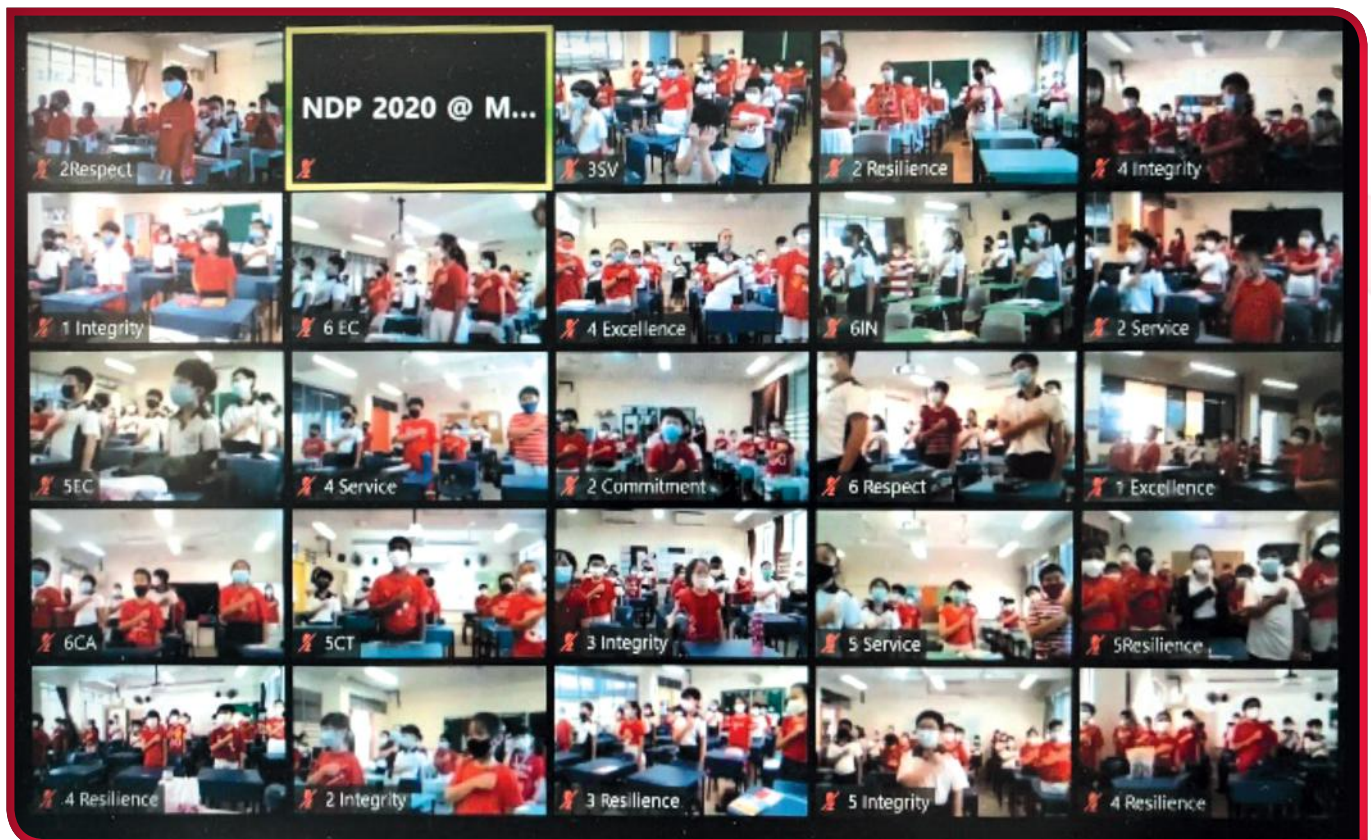 2Respect
NDP 2020 @ M...
3SV
2 Resilience
4 Integrity
1 Integrity
6 EC
4 Excellence
6IN
2 Service
5EC
4 Service
2 Commitment
6 Respect
1 Excellence
6CA
5CT
3 Integrity
5 Service
5Resilience
4 Resilience
2 Integrity
3 Resilience
5 Integrity
4 Resilience